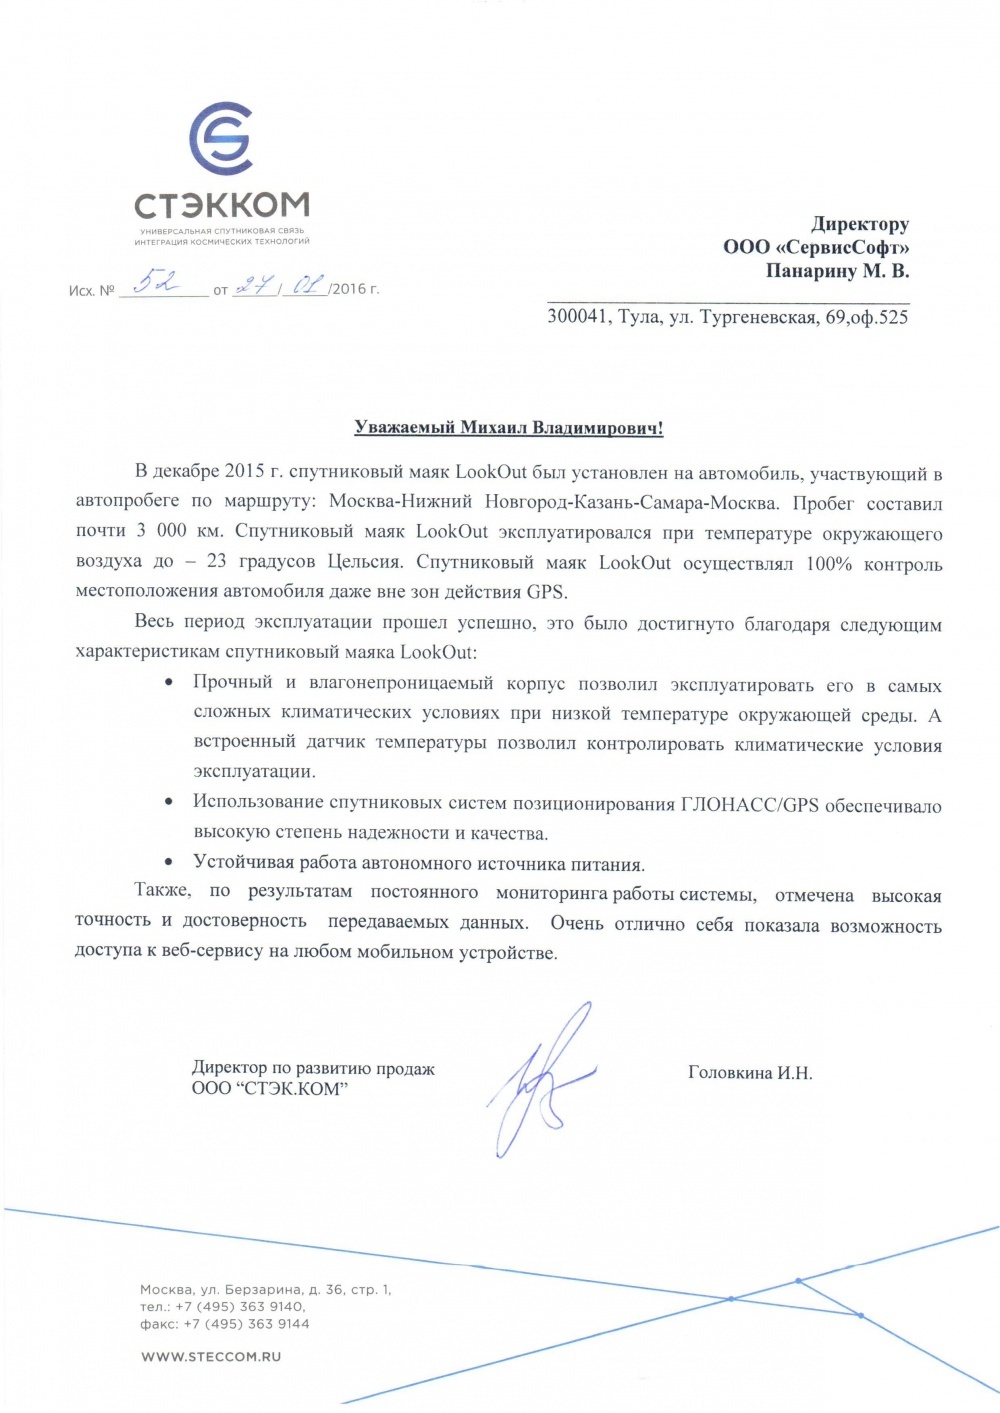 СТЭККОМ
УНИВЕРСАЛЬНАЯ СПУТНИКОВАЯ СВЯЗЬ
ИНТЕГРАЦИЯ КОСМИЧЕСКИХ ТЕХНОЛОГИЙ
Исх. № 52 от 27/01/2016 г.
Директору
ООО «СервисСофт»
Панарину М. В.
300041, Тула, ул. Тургеневская, 69,оф.525
Уважаемый Михаил Владимирович!
В декабре 2015 г. спутниковый маяк LookOut был установлен на автомобиль, участвующий в
автопробеге по маршруту: Москва-Нижний Новгород-Казань-Самара-Москва. Пробег составил
почти 3 000 км. Спутниковый маяк LookOut эксплуатировался при температуре окружающего
воздуха до – 23 градусов Цельсия. Спутниковый маяк LookOut осуществлял 100% контроль
местоположения автомобиля даже вне зон действия GPS.
Весь период эксплуатации прошел успешно, это было достигнуто благодаря следующим
характеристикам спутниковый маяка LookOut:
• Прочный и влагонепроницаемый корпус позволил эксплуатировать его в самых
сложных климатических условиях при низкой температуре окружающей среды. А
встроенный датчик температуры позволил контролировать климатические условия
эксплуатации.
• Использование спутниковых систем позиционирования ГЛОНАСС/GPS обеспечивало
высокую степень надежности и качества.
• Устойчивая работа автономного источника питания.
Также, по результатам постоянного мониторинга работы системы, отмечена высокая
точность и достоверность передаваемых данных. Очень отлично себя показала возможность
доступа к веб-сервису на любом мобильном устройстве.
Директор по развитию продаж
ООО “СТЭК.КОМ”
Головкина И.Н.
Москва, ул. Берзарина, д. 36, стр. 1,
тел.: +7 (495) 363 9140,
факс: +7 (495) 363 9144
WWW.STECCOM.RU